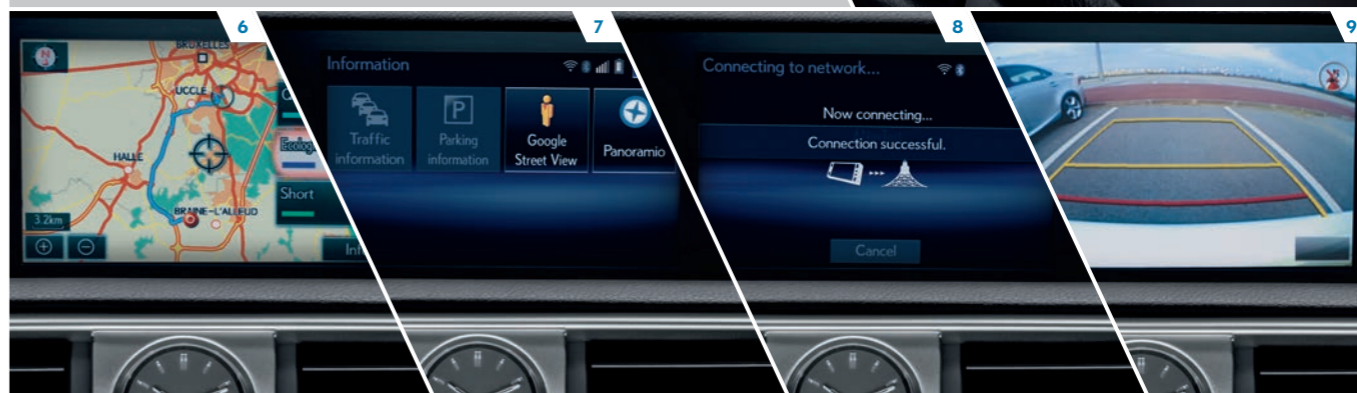 6
BRUXELLES
UCCLE
HALLE
BRAINE-L'ALLEUD
3.2km
Short
7
Information
Traffic
information
P
Parking
information
Google
Street View
Panoramio
8
Connecting to network...
Now connecting...
Connection successful.
Cancel
9